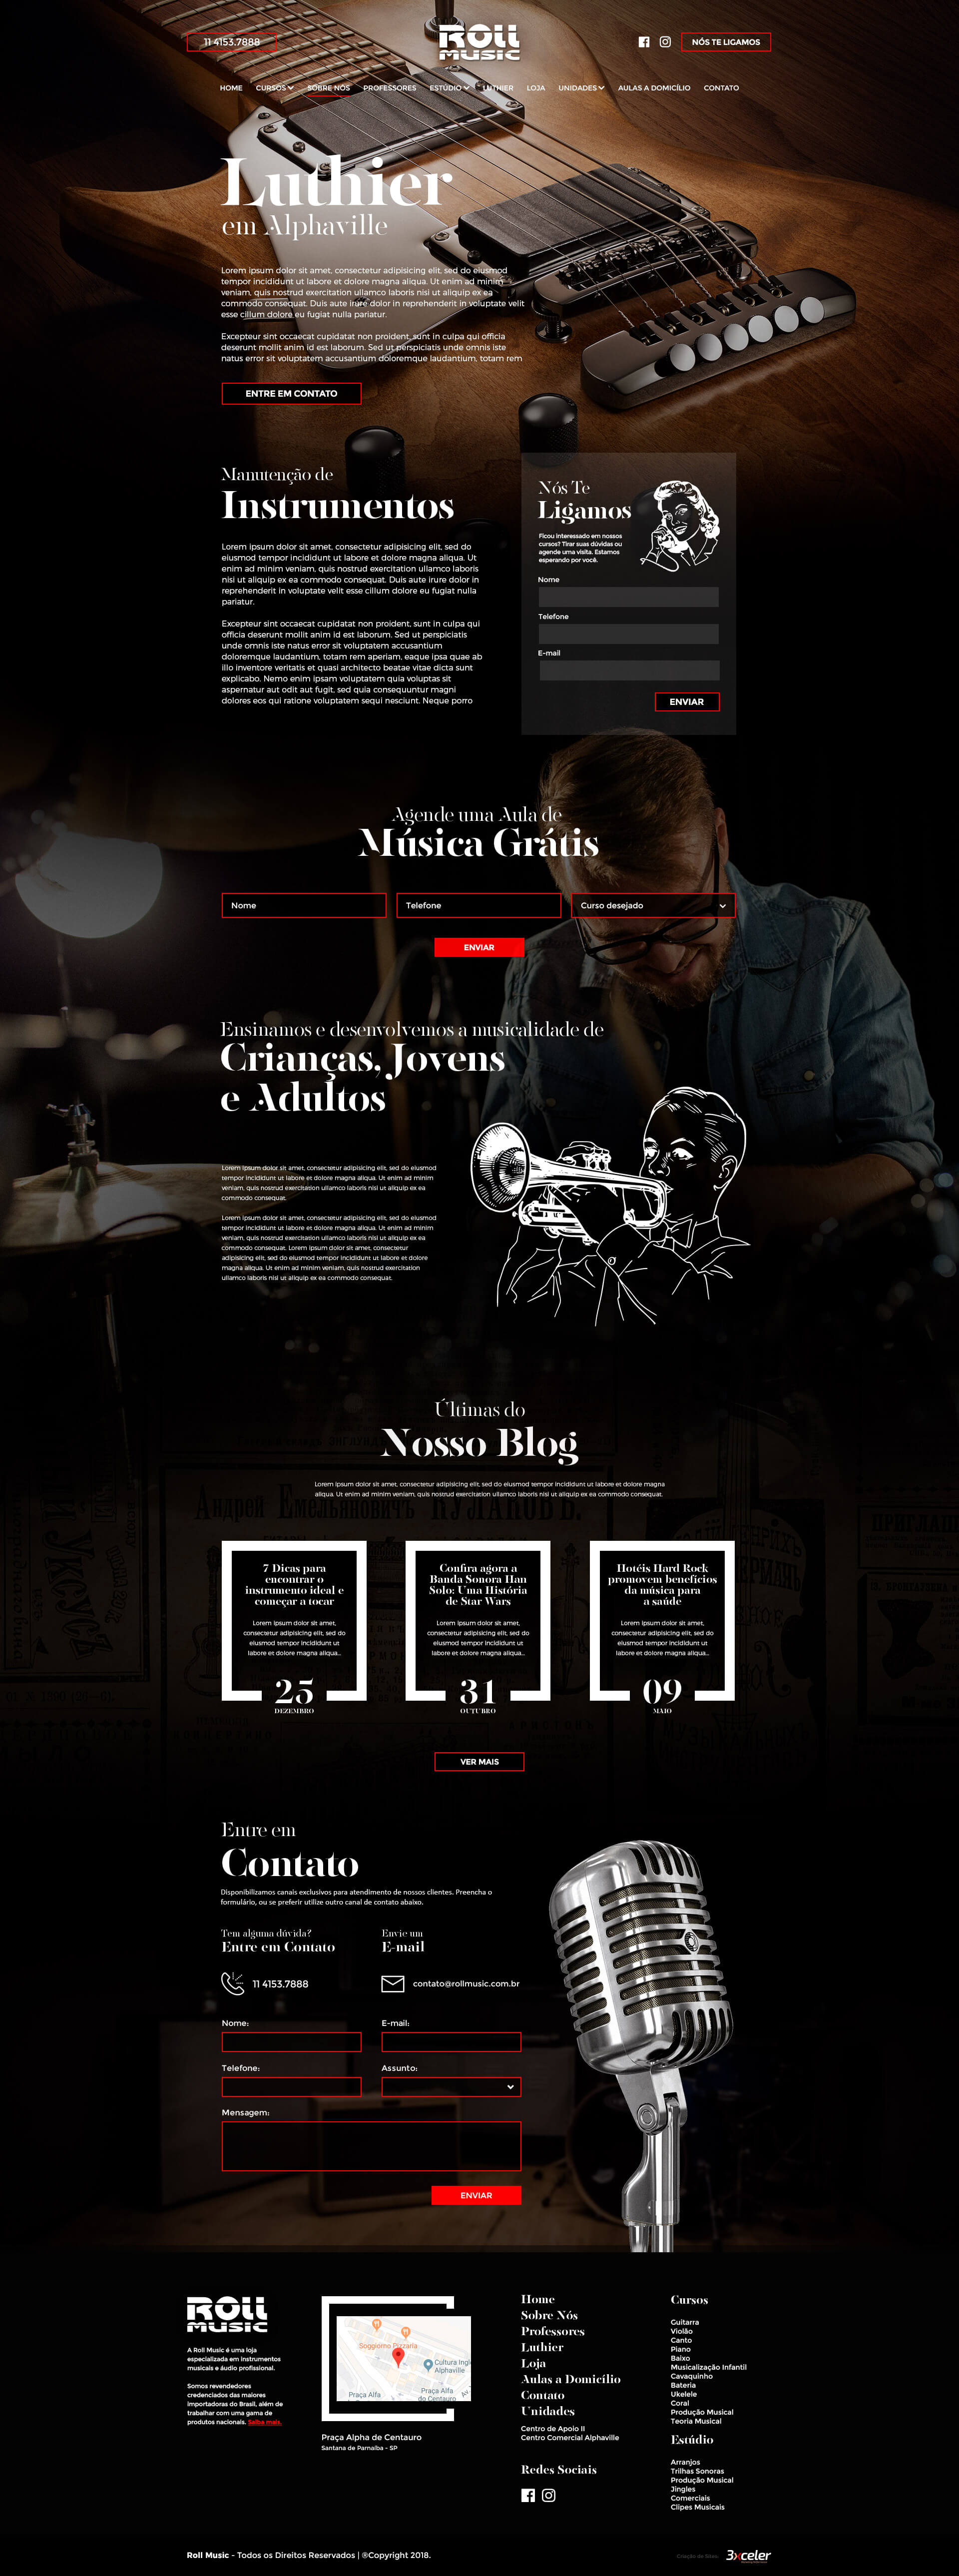 11 4153.7888
ROLL
MUSIC
NÓS TE LIGAMOS
HOME CURSOS SOBRE NÓS PROFESSORES ESTÚDIO LUTHIER LOJA UNIDADES AULAS A DOMICÍLIO CONTATO
Luthier
em Alphaville
Lorem ipsum dolor sit amet, consectetur adipisicing elit, sed do eiusmod
tempor incididunt ut labore et dolore magna aliqua. Ut enim ad minim
veniam, quis nostrud exercitation ullamco laboris nisi ut aliquip ex ea
commodo consequat. Duis aute irure dolor in reprehenderit in voluptate velit
esse cillum dolore eu fugiat nulla pariatur.
Excepteur sint occaecat cupidatat non proident, sunt in culpa qui officia
deserunt mollit anim id est laborum. Sed ut perspiciatis unde omnis iste
natus error sit voluptatem accusantium doloremque laudantium, totam rem
ENTRE EM CONTATO
Manutenção de
Instrumentos
Lorem ipsum dolor sit amet, consectetur adipisicing elit, sed do
eiusmod tempor incididunt ut labore et dolore magna aliqua. Ut
enim ad minim veniam, quis nostrud exercitation ullamco laboris
nisi ut aliquip ex ea commodo consequat. Duis aute irure dolor in
reprehenderit in voluptate velit esse cillum dolore eu fugiat nulla
pariatur.
Excepteur sint occaecat cupidatat non proident, sunt in culpa qui
officia deserunt mollit anim id est laborum. Sed ut perspiciatis
unde omnis iste natus error sit voluptatem accusantium
doloremque laudantium, totam rem aperiam, eaque ipsa quae ab
illo inventore veritatis et quasi architecto beatae vitae dicta sunt
explicabo. Nemo enim ipsam voluptatem quia voluptas sit
aspernatur aut odit aut fugit, sed quia consequuntur magni
dolores eos qui ratione voluptatem sequi nesciunt. Neque porro
Nós Te
Ligamos
Ficou interessado em nossos
cursos? Tirar suas dúvidas ou
agende uma visita. Estamos
esperando por você.
Nome
Telefone
E-mail
ENVIAR
Agende uma Aula de
Música Grátis
Nome
Telefone
Curso desejado
ENVIAR
Ensinamos e desenvolvemos a musicalidade de
Crianças, Jovens
e Adultos
Lorem ipsum dolor sit amet, consectetur adipisicing elit, sed do eiusmod
tempor incididunt ut labore et dolore magna aliqua. Ut enim ad minim
veniam, quis nostrud exercitation ullamco laboris nisi ut aliquip ex ea
commodo consequat.
Lorem ipsum dolor sit amet, consectetur adipisicing elit, sed do eiusmod
tempor incididunt ut labore et dolore magna aliqua. Ut enim ad minim
veniam, quis nostrud exercitation ullamco laboris nisi ut aliquip ex ea
commodo consequat. Lorem ipsum dolor sit amet, consectetur
adipisicing elit, sed do eiusmod tempor incididunt ut labore et dolore
magna aliqua. Ut enim ad minim veniam, quis nostrud exercitation
ullamco laboris nisi ut aliquip ex ea commodo consequat.
Últimas do
Nosso Blog
Lorem ipsum dolor sit amet, consectetur adipisicing elit, sed do eiusmod tempor incididunt ut labore et dolore magna
aliqua. Ut enim ad minim veniam, quis nostrud exercitation ullamco laboris nisi ut aliquip ex ea commodo consequat.
7 Dicas para
encontrar o
instrumento ideal e
começar a tocar
Lorem ipsum dolor sit amet,
consectetur adipisicing elit, sed do
eiusmod tempor incididunt ut
labore et dolore magna aliqua...
25
DEZEMBRO
Confira agora a
Banda Sonora Han
Solo: Uma História
de Star Wars
Lorem ipsum dolor sit amet,
consectetur adipisicing elit, sed do
eiusmod tempor incididunt ut
labore et dolore magna aliqua...
31
OUTUBRO
Hotéis Hard Rock
promovem benefícios
da música para
a saúde
Lorem ipsum dolor sit amet,
consectetur adipisicing elit, sed do
eiusmod tempor incididunt ut
labore et dolore magna aliqua...
09
MAIO
VER MAIS
Entre em
Contato
Disponibilizamos canais exclusivos para atendimento de nossos clientes. Preencha o
formulário, ou se preferir utilize outro canal de contato abaixo.
Tem alguma dúvida?
Entre em Contato
11 4153.7888
Envie um
E-mail
contato@rollmusic.com.br
Nome:
E-mail:
Telefone:
Assunto:
Mensagem:
ENVIAR
ROLL
MUSIC
A Roll Music é uma loja
especializada em instrumentos
musicais e áudio profissional.
Somos revendedores
credenciados das maiores
importadoras do Brasil, além de
trabalhar com uma gama de
produtos nacionais. Saiba mais.
Soggiorno Pizzaria
Cultura Ingl
Alphaville
Praça Alfa
Praça Alfa
do Centauro
Av.
Praça Alpha de Centauro
Santana de Parnaíba - SP
Home
Sobre Nós
Professores
Luthier
Loja
Aulas a Domicílio
Contato
Unidades
Centro de Apoio II
Centro Comercial Alphaville
Redes Sociais
Cursos
Guitarra
Violão
Canto
Piano
Baixo
Musicalização Infantil
Cavaquinho
Bateria
Ukelele
Coral
Produção Musical
Teoria Musical
Estúdio
Arranjos
Trilhas Sonoras
Produção Musical
Jingles
Comerciais
Clipes Musicais
Roll Music - Todos os Direitos Reservados | ®Copyright 2018.
Criação de Sites
3xceler